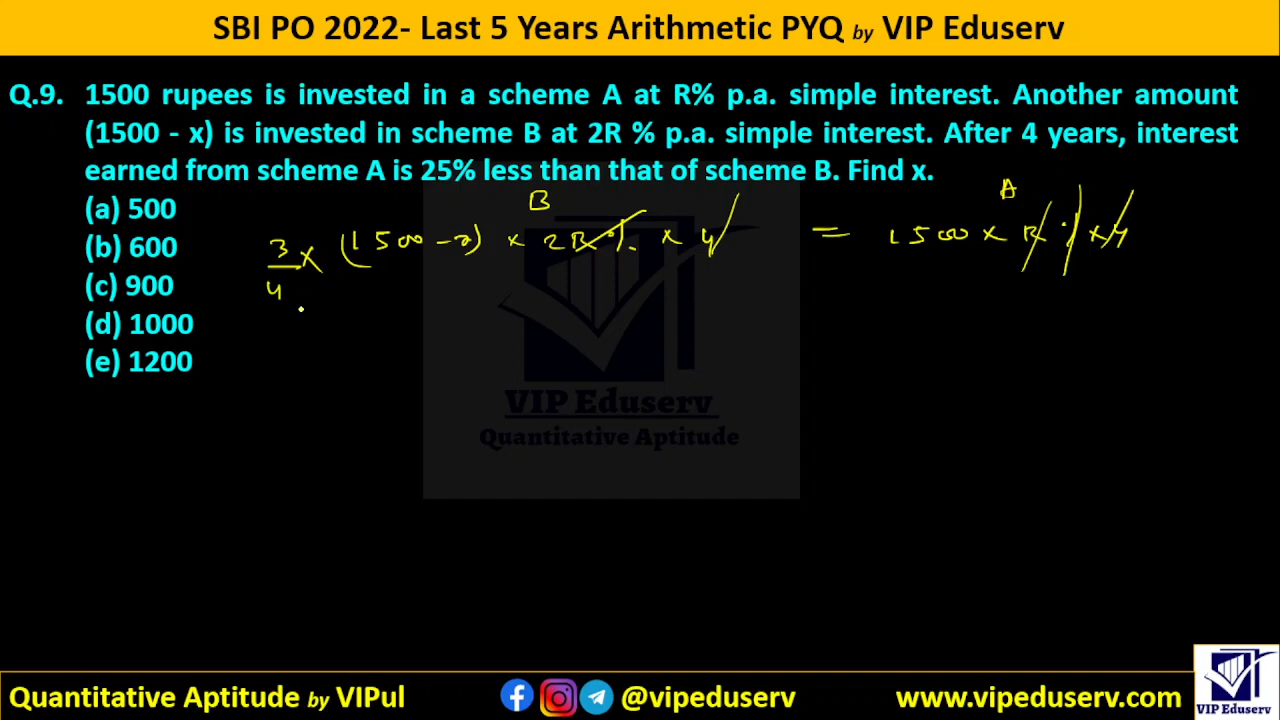 SBI PO 2022- Last 5 Years Arithmetic PYQ by VIP Eduserv
Q.9. 1500 rupees is invested in a scheme A at R% p.a. simple interest. Another amount
(1500 - x) is invested in scheme B at 2R % p.a. simple interest. After 4 years, interest
earned from scheme A is 25% less than that of scheme B. Find x.
(a) 500
(b) 600
(c) 900
(d) 1000
(e) 1200
B
A
3/4 × (1500 - x) × 2R% × 4 = 1500 × R% × 4
VIP Eduserv
Quantitative Aptitude
Quantitative Aptitude by VIPul
@vipeduserv
www.vipeduserv.com
VIP Eduserv